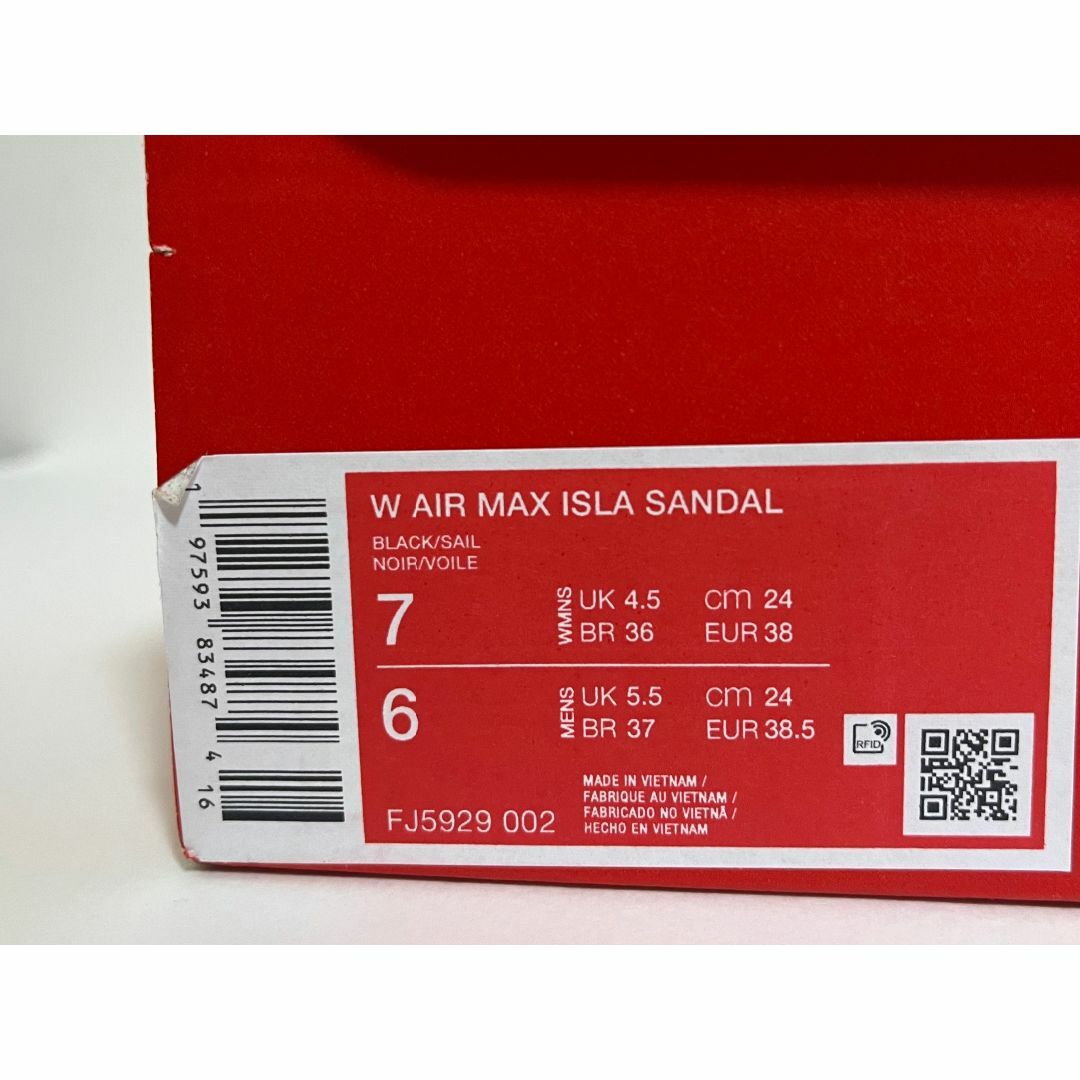 W AIR MAX ISLA SANDAL
BLACK/SAIL
NOIR/VOILE
7
WMNS
UK 4.5 cm 24
BR 36 EUR 38
6
MENS
UK 5.5 cm 24
BR 37 EUR 38.5
RFID
MADE IN VIETNAM /
FABRIQUE AU VIETNAM /
FABRICADO NO VIETNÃ /
HECHO EN VIETNAM
FJ5929 002
1 97593 83487 4 16